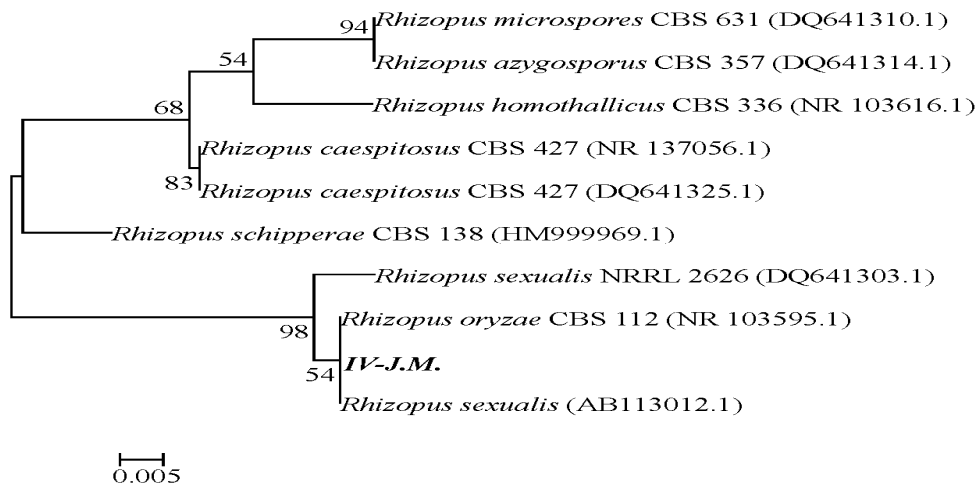 94 Rhizopus microspores CBS 631 (DQ641310.1)
54
Rhizopus azygosporus CBS 357 (DQ641314.1)
68
Rhizopus homothallicus CBS 336 (NR 103616.1)
Rhizopus caespitosus CBS 427 (NR 137056.1)
83
Rhizopus caespitosus CBS 427 (DQ641325.1)
Rhizopus schipperae CBS 138 (HM999969.1)
Rhizopus sexualis NRRL 2626 (DQ641303.1)
98
Rhizopus oryzae CBS 112 (NR 103595.1)
54
IV-J.M.
Rhizopus sexualis (AB113012.1)
0.005